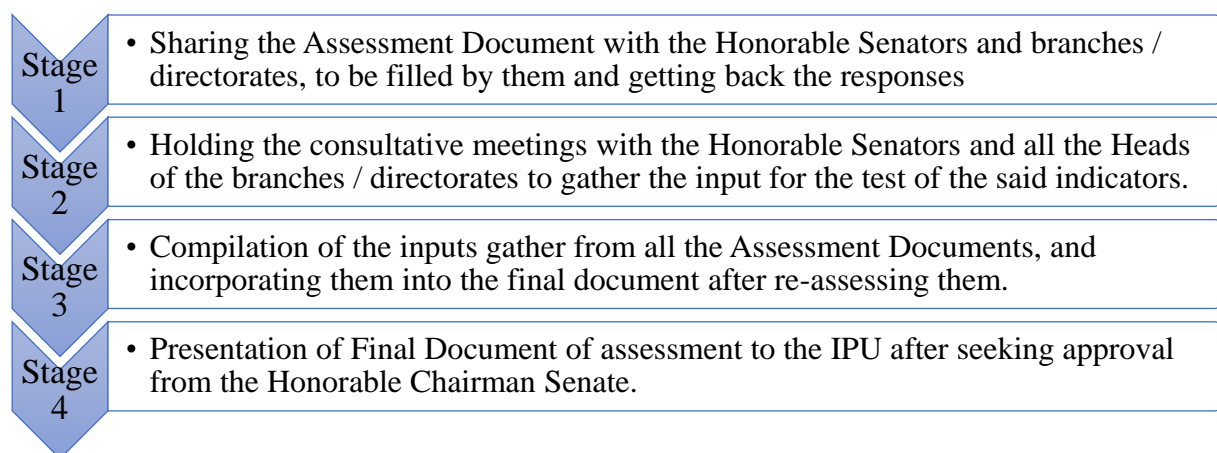 Stage
1
• Sharing the Assessment Document with the Honorable Senators and branches /
directorates, to be filled by them and getting back the responses
Stage
2
• Holding the consultative meetings with the Honorable Senators and all the Heads
of the branches / directorates to gather the input for the test of the said indicators.
Stage
3
• Compilation of the inputs gather from all the Assessment Documents, and
incorporating them into the final document after re-assessing them.
Stage
4
• Presentation of Final Document of assessment to the IPU after seeking approval
from the Honorable Chairman Senate.